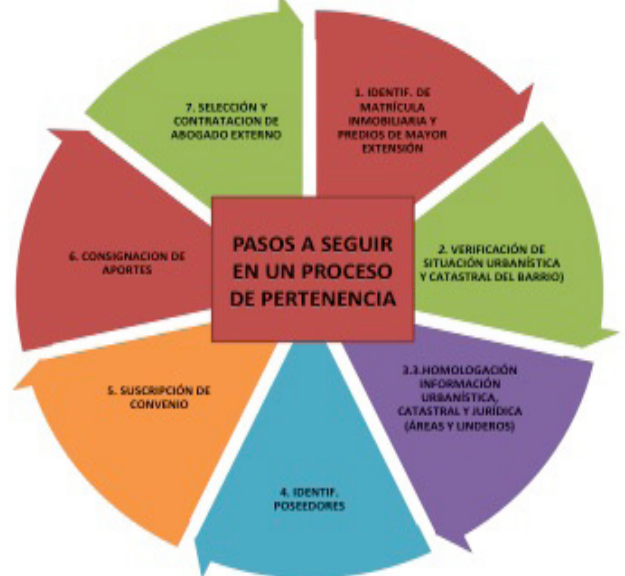 PASOS A SEGUIR
EN UN PROCESO
DE PERTENENCIA
1. IDENTIF. DE
MATRÍCULA
INMOBILIARIA Y
PREDIOS DE MAYOR
EXTENSIÓN
2. VERIFICACIÓN DE
SITUACIÓN URBANÍSTICA
Y CATASTRAL DEL BARRIO)
3.3.HOMOLOGACIÓN
INFORMACIÓN
URBANÍSTICA,
CATASTRAL Y JURÍDICA
(ÁREAS Y LINDEROS)
4. IDENTIF.
POSEEDORES
5. SUSCRIPCIÓN DE
CONVENIO
6. CONSIGNACION DE
APORTES
7. SELECCIÓN Y
CONTRATACION DE
ABOGADO EXTERNO